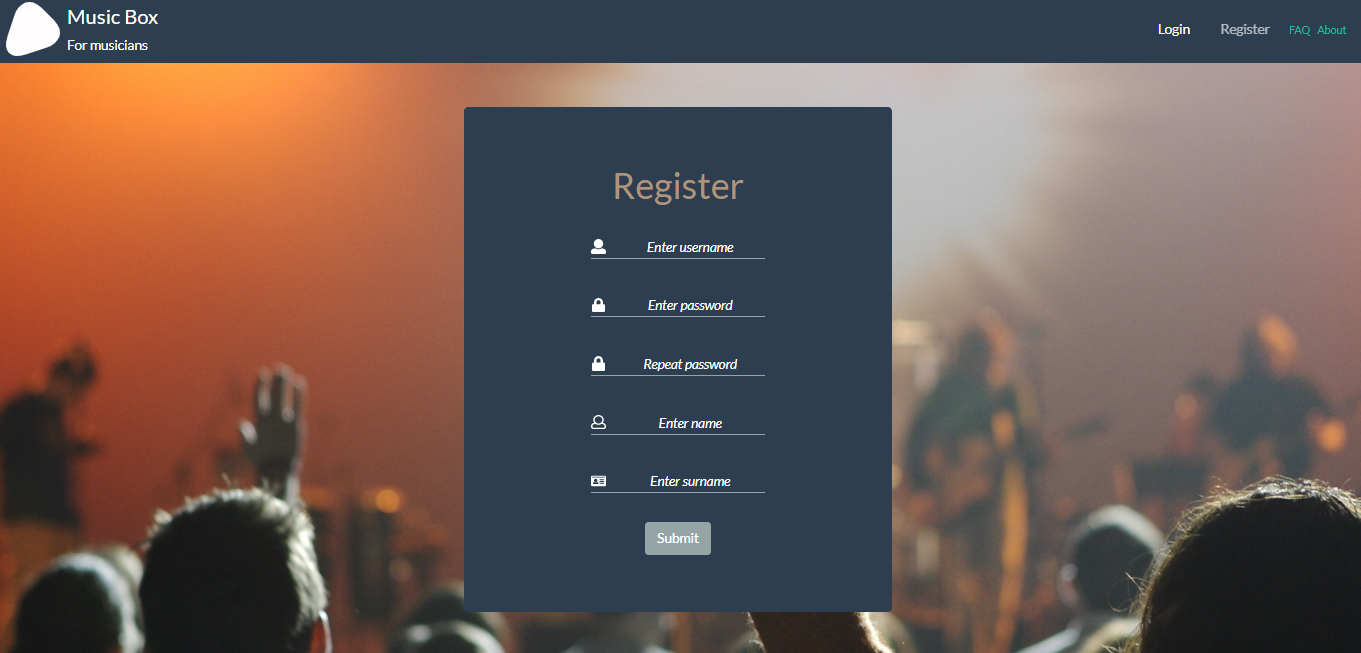 Music Box
For musicians
Login Register FAQ About
Register
Enter username
Enter password
Repeat password
Enter name
Enter surname
Submit